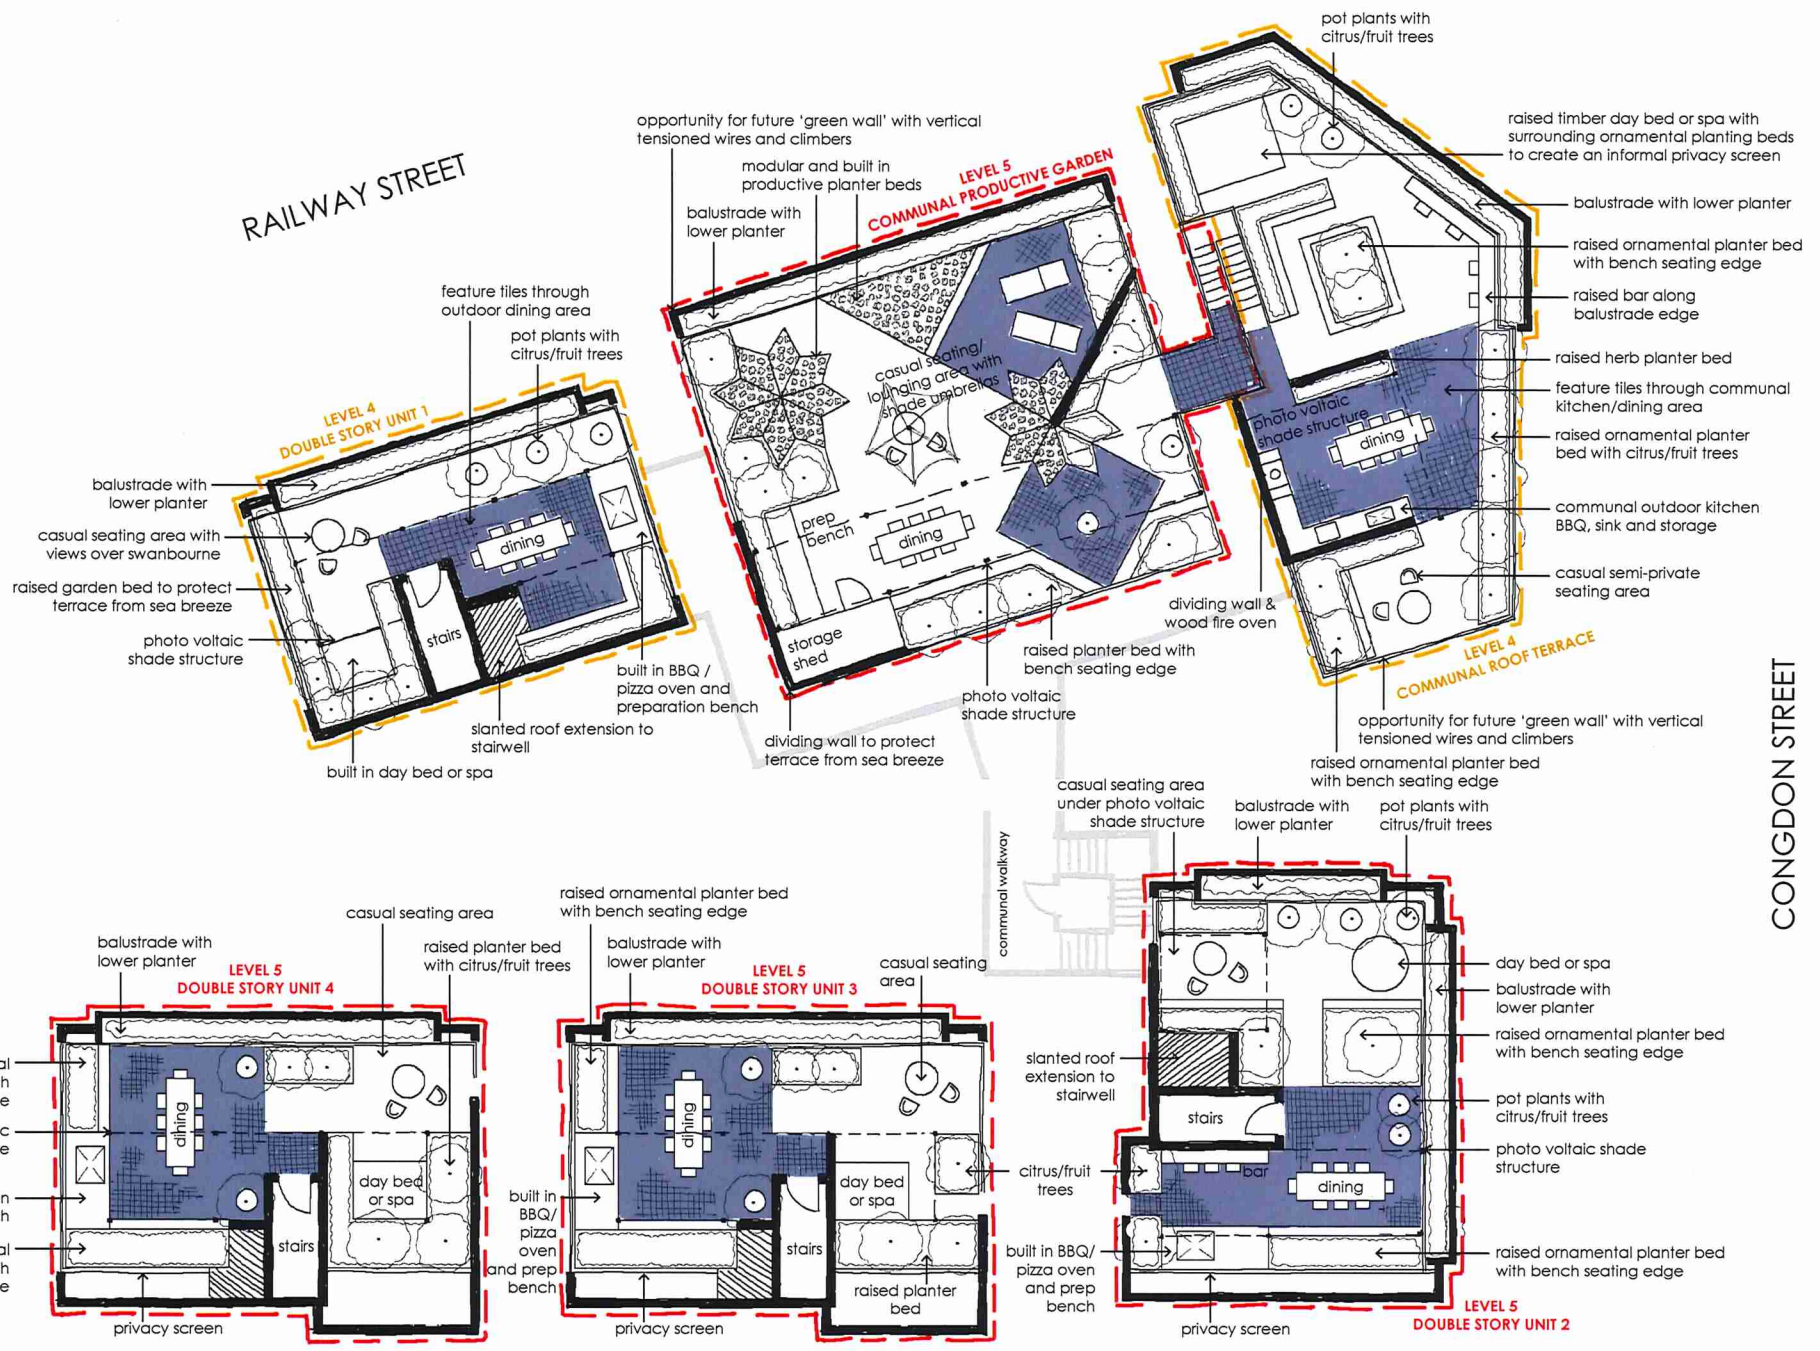 RAILWAY STREET
CONGDON STREET
pot plants with
citrus/fruit trees
raised timber day bed or spa with
surrounding ornamental planting beds
to create an informal privacy screen
balustrade with lower planter
raised ornamental planter bed
with bench seating edge
raised bar along
balustrade edge
raised herb planter bed
feature tiles through communal
kitchen/dining area
raised ornamental planter
bed with citrus/fruit trees
communal outdoor kitchen
BBQ, sink and storage
casual semi-private
seating area
LEVEL 4
COMMUNAL ROOF TERRACE
opportunity for future 'green wall' with vertical
tensioned wires and climbers
raised ornamental planter bed
with bench seating edge
photo voltaic
shade structure
dining
dividing wall &
wood fire oven
opportunity for future 'green wall' with vertical
tensioned wires and climbers
modular and built in
productive planter beds
balustrade with
lower planter
LEVEL 5
COMMUNAL PRODUCTIVE GARDEN
casual seating/
lounging area with
shade umbrellas
prep
bench
dining
storage
shed
raised planter bed with
bench seating edge
photo voltaic
shade structure
dividing wall to protect
terrace from sea breeze
feature tiles through
outdoor dining area
pot plants with
citrus/fruit trees
LEVEL 4
DOUBLE STORY UNIT 1
balustrade with
lower planter
casual seating area with
views over swanbourne
raised garden bed to protect
terrace from sea breeze
photo voltaic
shade structure
dining
stairs
built in BBQ /
pizza oven and
preparation bench
slanted roof extension to
stairwell
built in day bed or spa
communal walkway
casual seating area
under photo voltaic
shade structure
balustrade with
lower planter
pot plants with
citrus/fruit trees
day bed or spa
balustrade with
lower planter
raised ornamental planter bed
with bench seating edge
pot plants with
citrus/fruit trees
photo voltaic shade
structure
raised ornamental planter bed
with bench seating edge
LEVEL 5
DOUBLE STORY UNIT 2
slanted roof
extension to
stairwell
stairs
bar
dining
citrus/fruit
trees
built in BBQ/
pizza oven
and prep
bench
privacy screen
raised ornamental planter bed
with bench seating edge
balustrade with
lower planter
LEVEL 5
DOUBLE STORY UNIT 3
casual seating
area
dining
day bed
or spa
stairs
built in
BBQ/
pizza
oven
and prep
bench
raised planter
bed
privacy screen
casual seating area
balustrade with
lower planter
LEVEL 5
DOUBLE STORY UNIT 4
raised planter bed
with citrus/fruit trees
dining
day bed
or spa
stairs
privacy screen
al
h
e
c
e
n
h
al
h
e